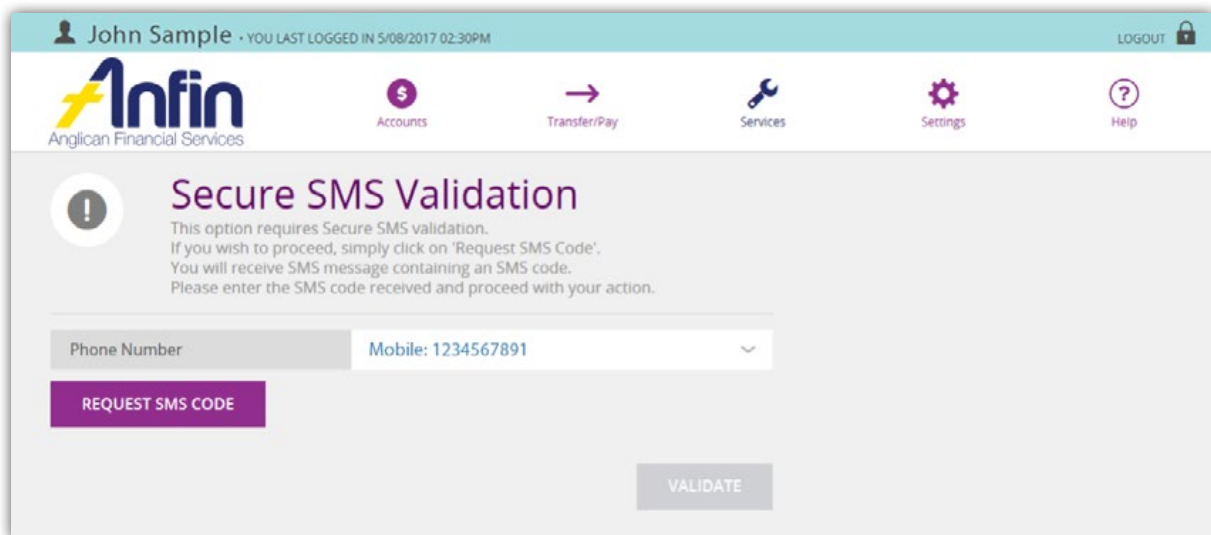 John Sample • YOU LAST LOGGED IN 5/08/2017 02:30PM
LOGOUT
Anfin
Anglican Financial Services
$
Accounts
Transfer/Pay
Services
Settings
?
Help
!
Secure SMS Validation
This option requires Secure SMS validation.
If you wish to proceed, simply click on 'Request SMS Code'.
You will receive SMS message containing an SMS code.
Please enter the SMS code received and proceed with your action.
Phone Number
Mobile: 1234567891
REQUEST SMS CODE
VALIDATE